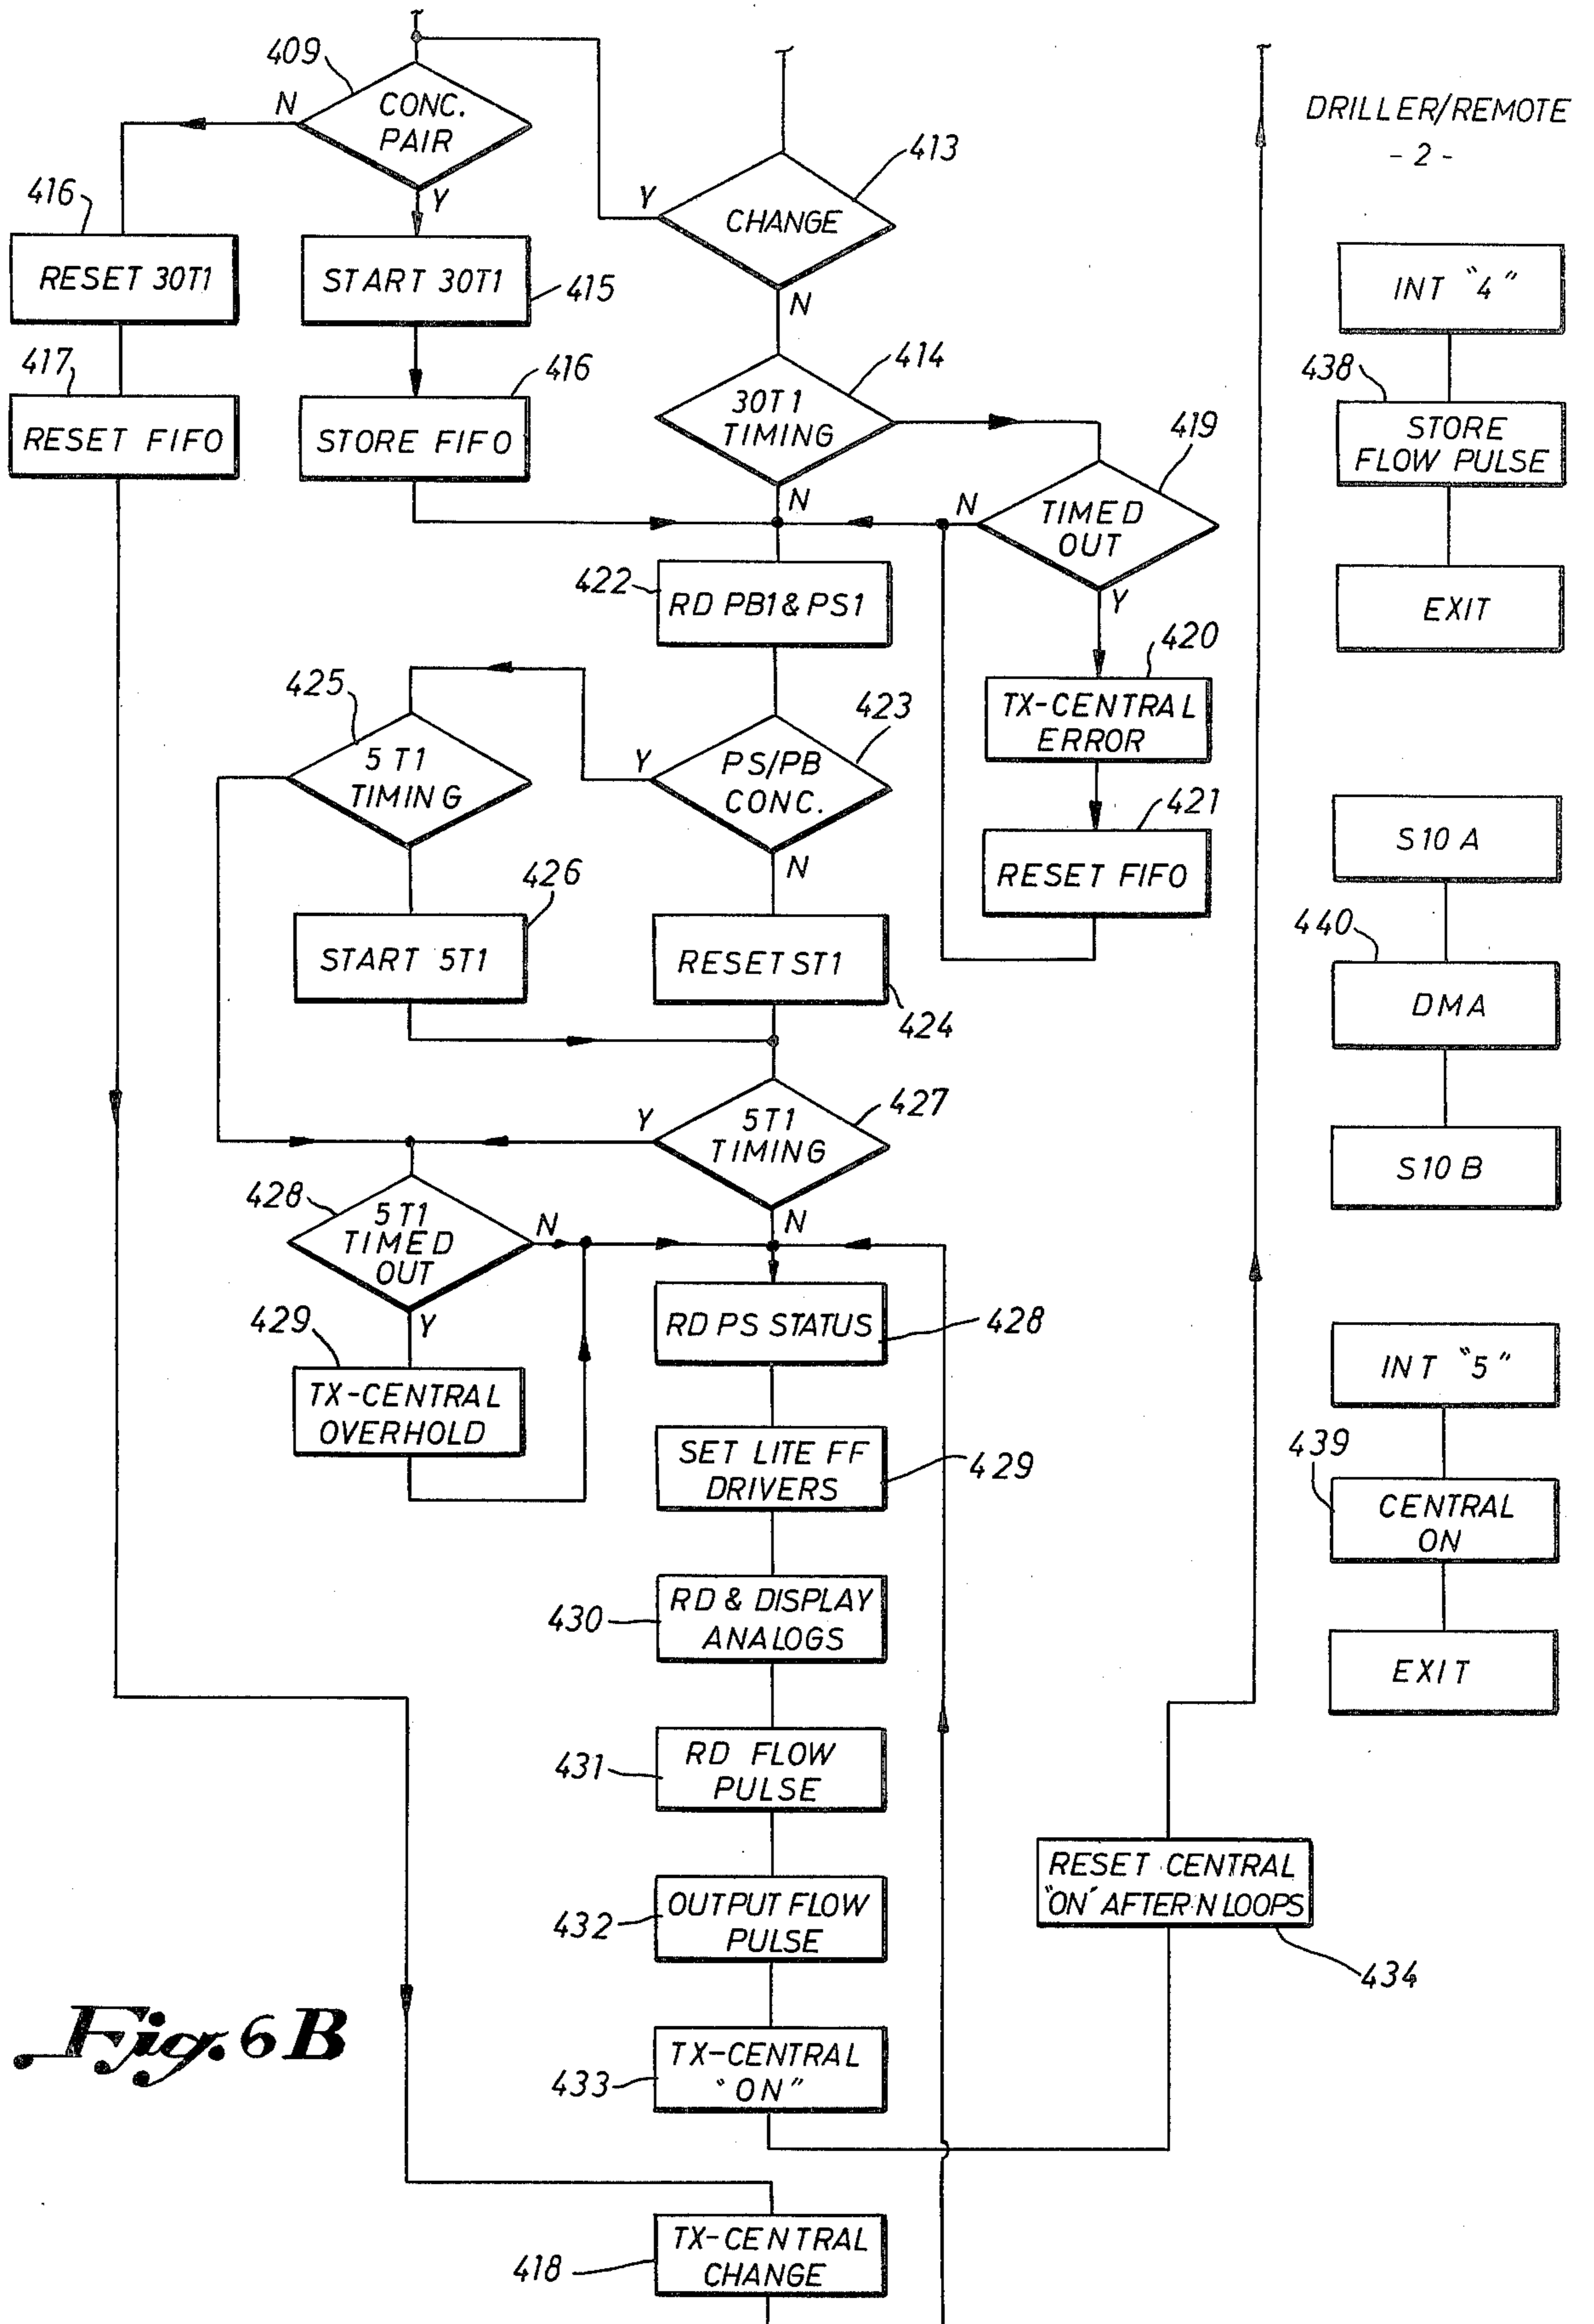 409
N
CONC.
PAIR
Y
DRILLER/REMOTE
- 2 -
413
Y
CHANGE
N
416
RESET 30T1
START 30T1
415
INT "4"
414
30T1
TIMING
N
417
RESET FIFO
416
STORE FIFO
438
STORE
FLOW PULSE
419
N
TIMED
OUT
Y
422
RD PB1 & PS1
EXIT
420
TX-CENTRAL
ERROR
425
5 T1
TIMING
423
Y
PS/PB
CONC.
N
421
RESET FIFO
S10 A
426
START 5T1
RESET ST1
424
440
DMA
427
Y
5T1
TIMING
N
S10 B
428
5T1
TIMED
OUT
N
Y
RD PS STATUS
428
429
TX-CENTRAL
OVERHOLD
INT "5"
SET LITE FF
DRIVERS
429
439
CENTRAL
ON
430
RD & DISPLAY
ANALOGS
EXIT
431
RD FLOW
PULSE
RESET CENTRAL
"ON" AFTER N LOOPS
434
432
OUTPUT FLOW
PULSE
Fig. 6B
433
TX-CENTRAL
"ON"
418
TX-CENTRAL
CHANGE